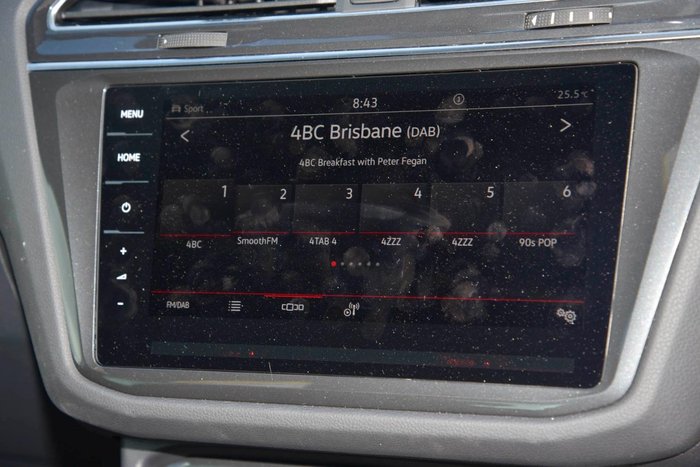 MENU
HOME
+
-
Sport
8:43
25.5°C
4BC Brisbane (DAB)
4BC Breakfast with Peter Fegan
1 2 3 4 5 6
4BC SmoothFM 4TAB 4 4ZZZ 4ZZZ 90s POP
FM/DAB